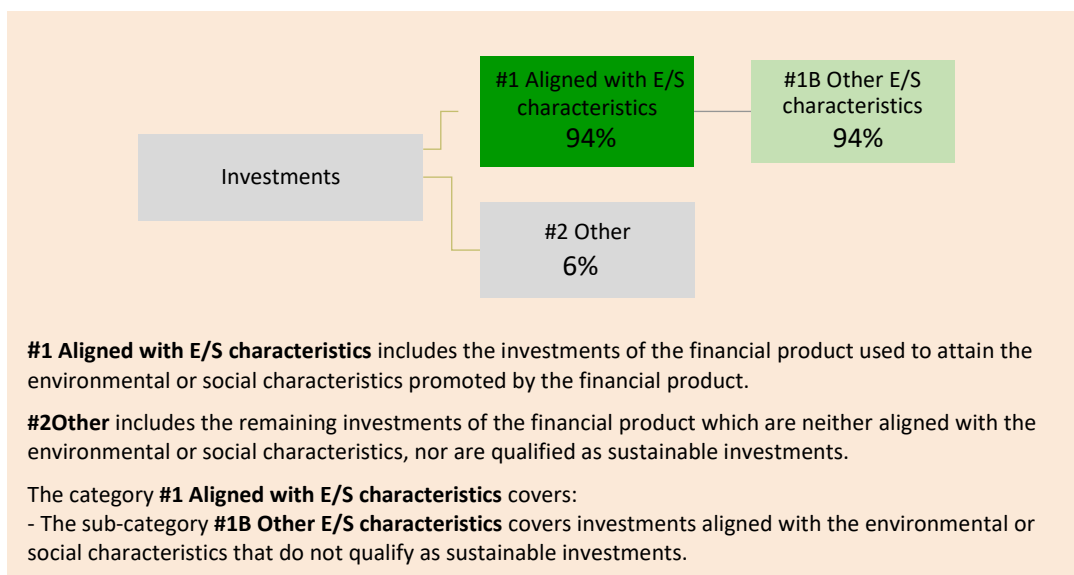 #1 Aligned with E/S
characteristics
94%
#1B Other E/S
characteristics
94%
Investments
#2 Other
6%
#1 Aligned with E/S characteristics includes the investments of the financial product used to attain the
environmental or social characteristics promoted by the financial product.
#2Other includes the remaining investments of the financial product which are neither aligned with the
environmental or social characteristics, nor are qualified as sustainable investments.
The category #1 Aligned with E/S characteristics covers:
- The sub-category #1B Other E/S characteristics covers investments aligned with the environmental or
social characteristics that do not qualify as sustainable investments.